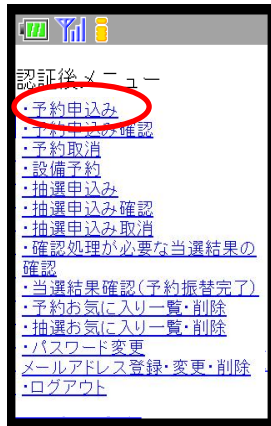 認証後メニュー
・予約申込み
・予約申込み確認
・予約取消
・設備予約
・抽選申込み
・抽選申込み確認
・抽選申込み取消
・確認処理が必要な当選結果の
確認
・当選結果確認(予約振替完了)
・予約お気に入り一覧・削除
・抽選お気に入り一覧・削除
・パスワード変更
メールアドレス登録・変更・削除
・ログアウト